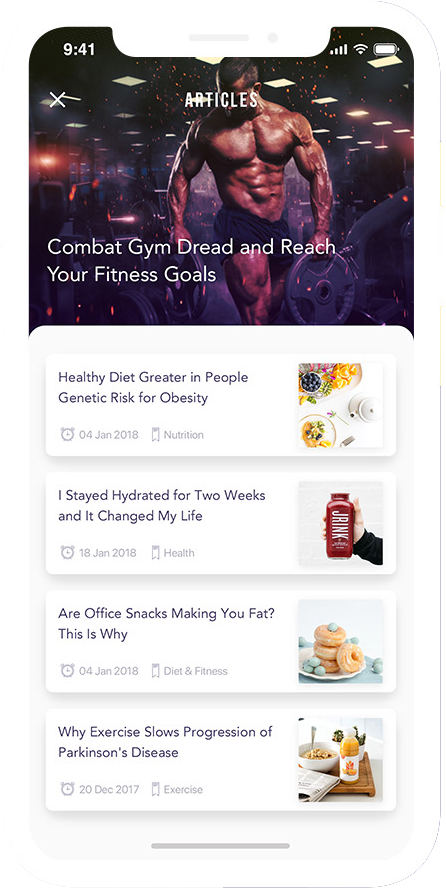 9:41
ARTICLES
Combat Gym Dread and Reach
Your Fitness Goals
Healthy Diet Greater in People
Genetic Risk for Obesity
04 Jan 2018 Nutrition
I Stayed Hydrated for Two Weeks
and It Changed My Life
18 Jan 2018 Health
JRINK
Are Office Snacks Making You Fat?
This Is Why
04 Jan 2018 Diet & Fitness
Why Exercise Slows Progression of
Parkinson's Disease
20 Dec 2017 Exercise